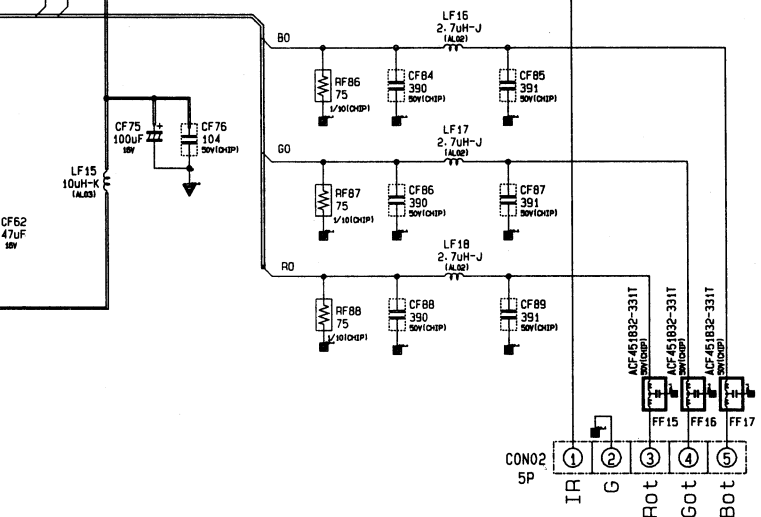 LF16
2.7uH-J
(AL02)
BO
RF86
75
1/10(CHIP)
CF84
390
50V(CHIP)
CF85
391
50V(CHIP)
CF75
100uF
16V
+
CF76
104
50V(CHIP)
LF17
2.7uH-J
(AL02)
GO
LF15
10uH-K
(AL03)
RF87
75
1/10(CHIP)
CF86
390
50V(CHIP)
CF87
391
50V(CHIP)
CF62
47uF
16V
LF18
2.7uH-J
(AL02)
RO
RF88
75
1/10(CHIP)
CF88
390
50V(CHIP)
CF89
391
50V(CHIP)
ACF451832-331T
50V(CHIP)
ACF451832-331T
50V(CHIP)
ACF451832-331T
50V(CHIP)
FF15
FF16
FF17
CON02
5P
1
2
3
4
5
IR
G
Rot
Got
Bot